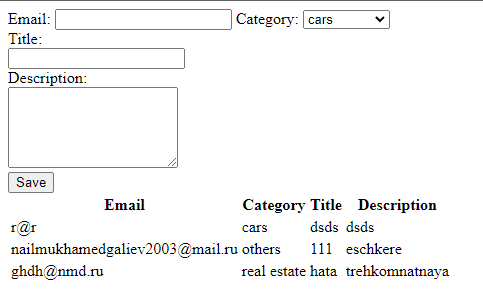 Email: Category: cars
Title:
Description:
Save
Email Category Title Description
r@r cars dsds dsds
nailmukhamedgaliev2003@mail.ru others 111 eschkere
ghdh@nmd.ru real estate hata trehkomnatnaya